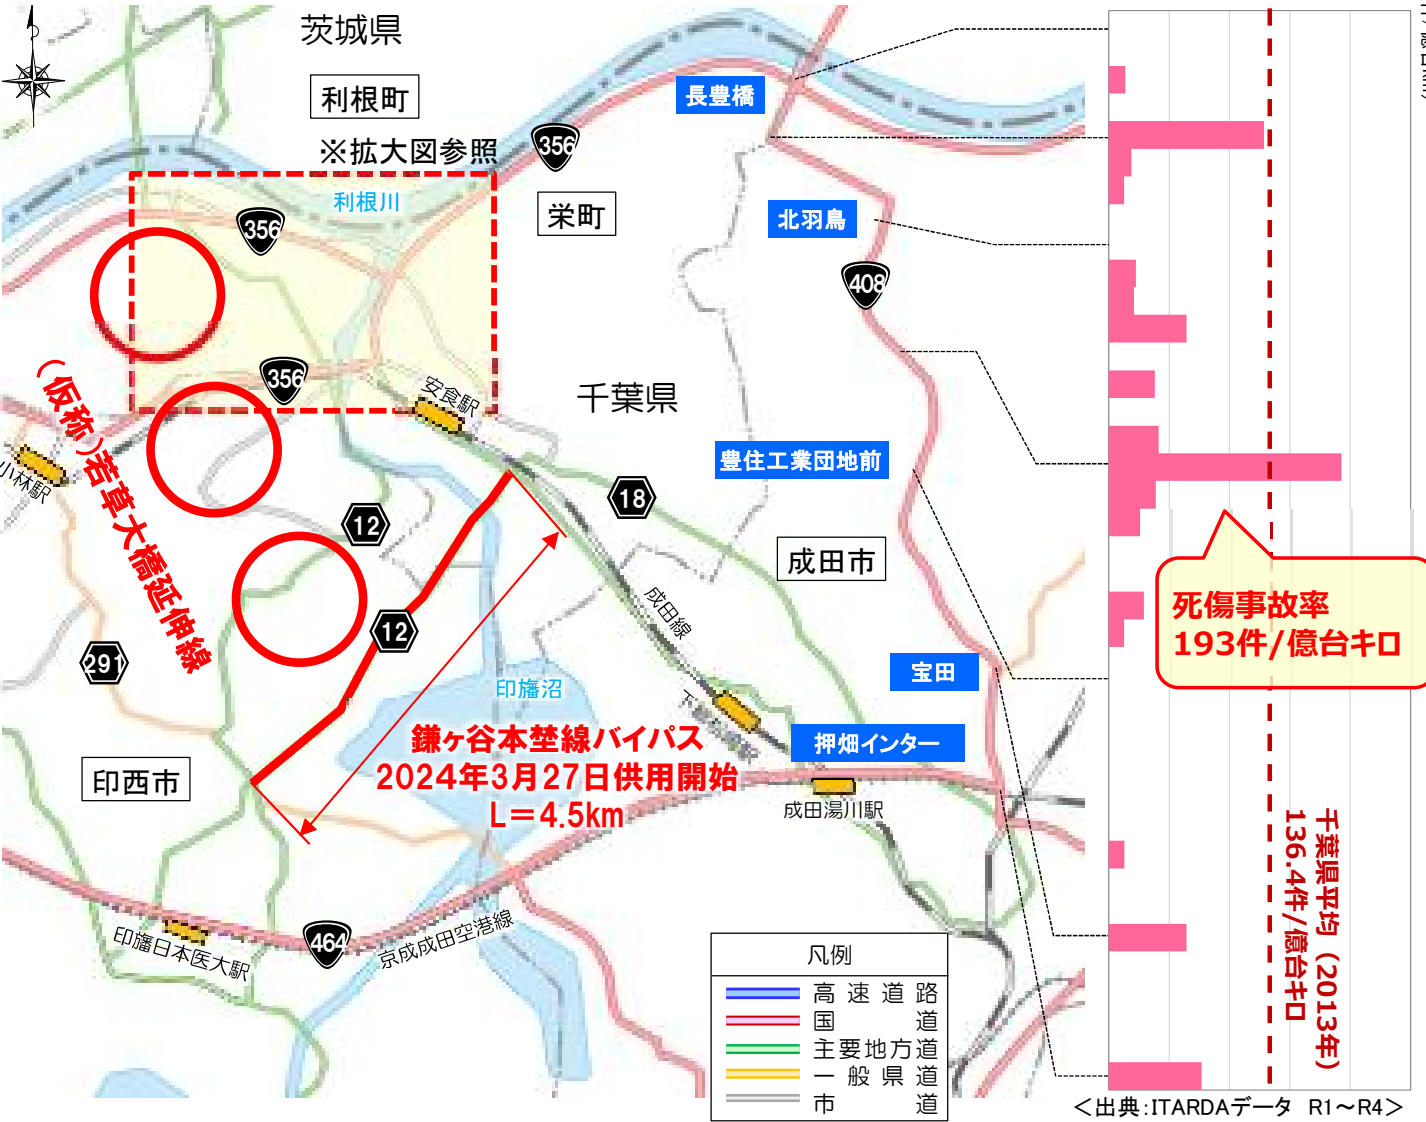 茨城県
利根町
※拡大図参照
356
長豊橋
利根川
356
栄町
北羽鳥
408
356
安食駅
千葉県
(仮称)若草大橋延伸線
小林駅
豊住工業団地前
18
12
成田市
死傷事故率
193件/億台キロ
12
成田線
291
宝田
印旛沼
押畑インター
鎌ヶ谷本埜線バイパス
2024年3月27日供用開始
L=4.5km
印西市
成田湯川駅
千葉県平均(2013年)
136.4件/億台キロ
印旛日本医大駅
464
京成成田空港線
凡例
高速道路
国道
主要地方道
一般県道
市道
<出典:ITARDAデータ R1~R4>